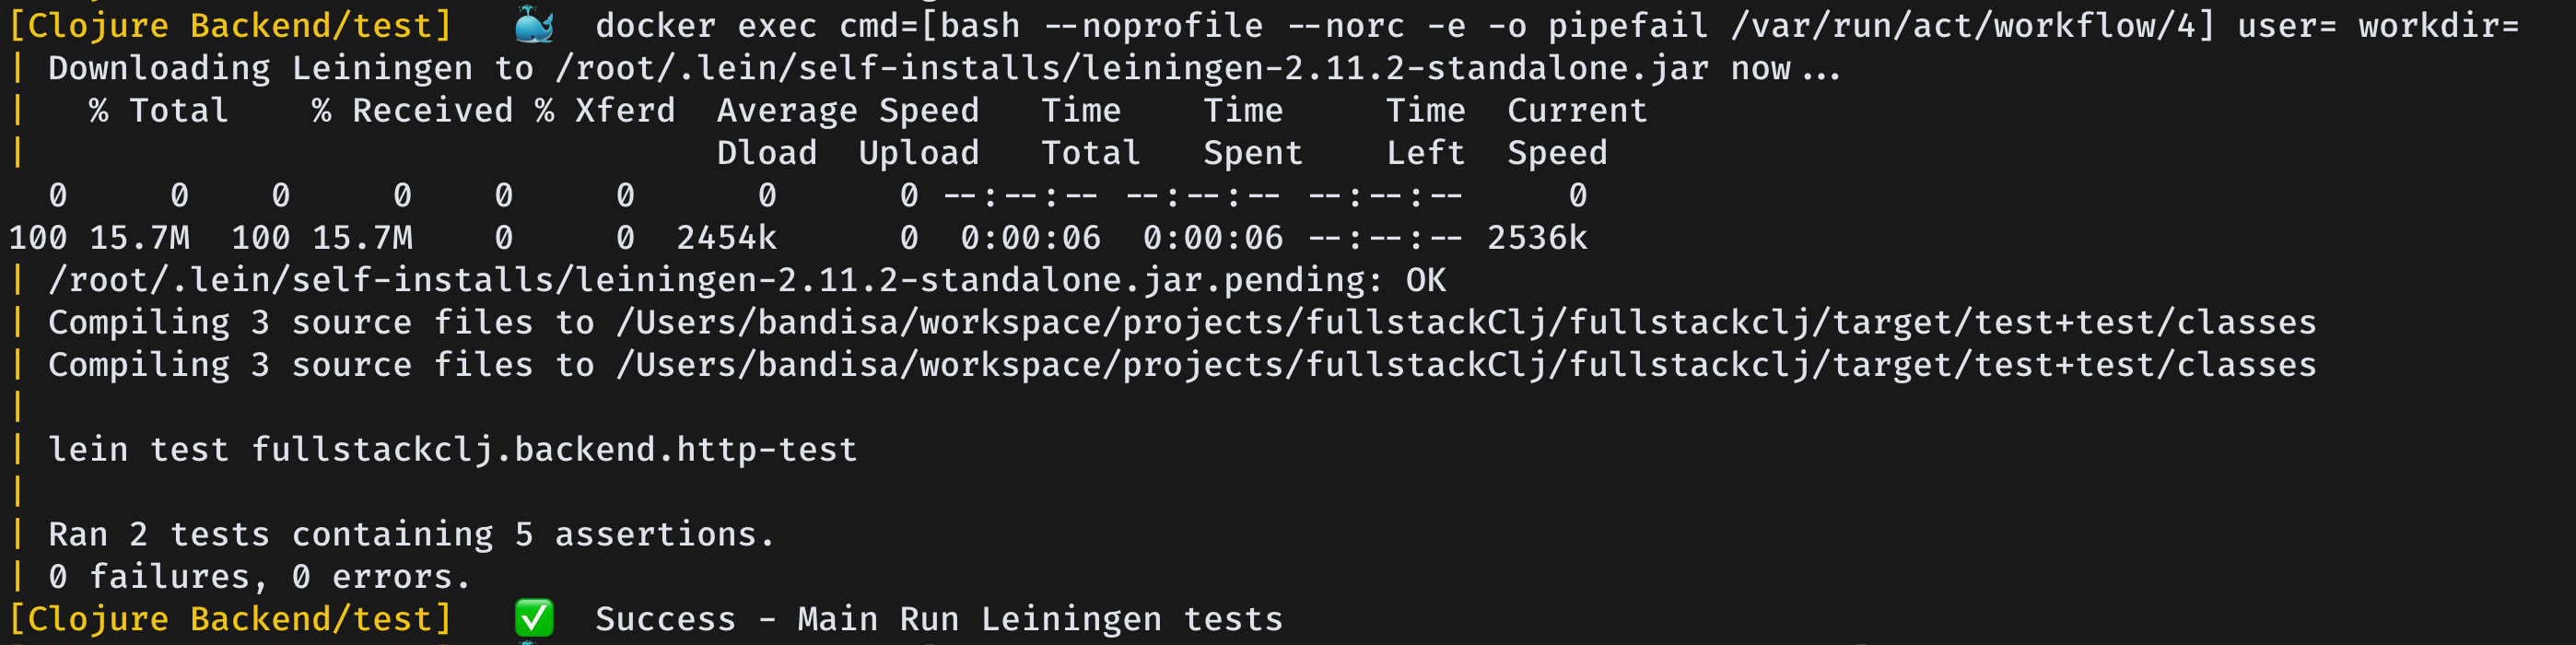 [Clojure Backend/test]   🐳  docker exec cmd=[bash --noprofile --norc -e -o pipefail /var/run/act/workflow/4] user= workdir=
| Downloading Leiningen to /root/.lein/self-installs/leiningen-2.11.2-standalone.jar now...
|   % Total    % Received % Xferd  Average Speed   Time    Time     Time  Current
|                                  Dload  Upload   Total   Spent    Left  Speed
  0     0    0     0    0     0      0      0 --:--:-- --:--:-- --:--:--     0
100 15.7M  100 15.7M    0     0  2454k      0  0:00:06  0:00:06 --:--:-- 2536k
| /root/.lein/self-installs/leiningen-2.11.2-standalone.jar.pending: OK
| Compiling 3 source files to /Users/bandisa/workspace/projects/fullstackClj/fullstackclj/target/test+test/classes
| Compiling 3 source files to /Users/bandisa/workspace/projects/fullstackClj/fullstackclj/target/test+test/classes
|
| lein test fullstackclj.backend.http-test
|
| Ran 2 tests containing 5 assertions.
| 0 failures, 0 errors.
[Clojure Backend/test]   ✅  Success - Main Run Leiningen tests